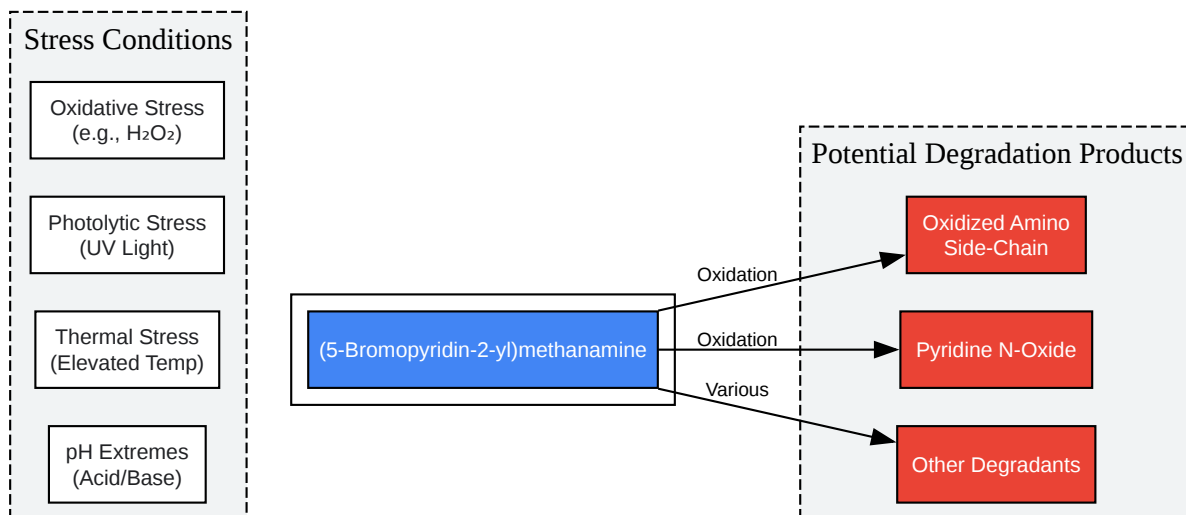 Stress Conditions
Oxidative Stress
(e.g., H₂O₂)
Photolytic Stress
(UV Light)
Thermal Stress
(Elevated Temp)
pH Extremes
(Acid/Base)
(5-Bromopyridin-2-yl)methanamine
Oxidation
Oxidation
Various
Potential Degradation Products
Oxidized Amino
Side-Chain
Pyridine N-Oxide
Other Degradants